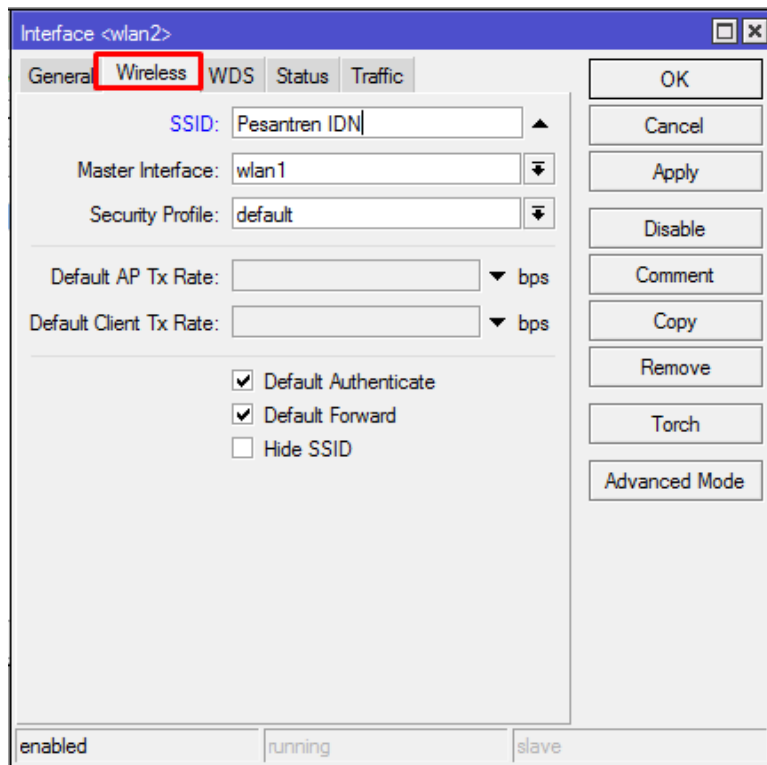 Interface <wlan2>
General Wireless WDS Status Traffic
SSID: Pesantren IDN
Master Interface: wlan1
Security Profile: default
Default AP Tx Rate: bps
Default Client Tx Rate: bps
Default Authenticate
Default Forward
Hide SSID
OK
Cancel
Apply
Disable
Comment
Copy
Remove
Torch
Advanced Mode
enabled running slave